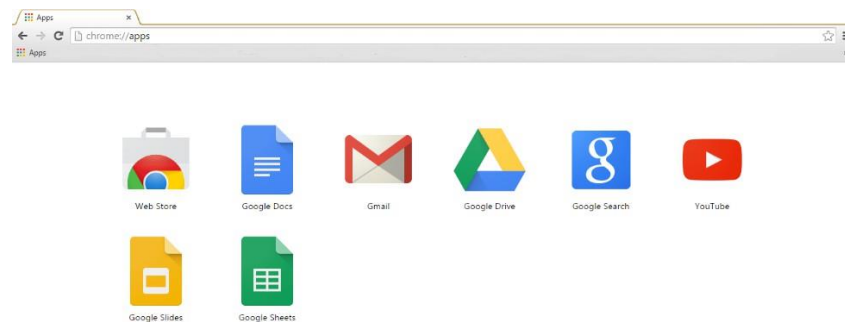 Apps
chrome://apps
Apps
Web Store Google Docs Gmail Google Drive Google Search YouTube
Google Slides Google Sheets